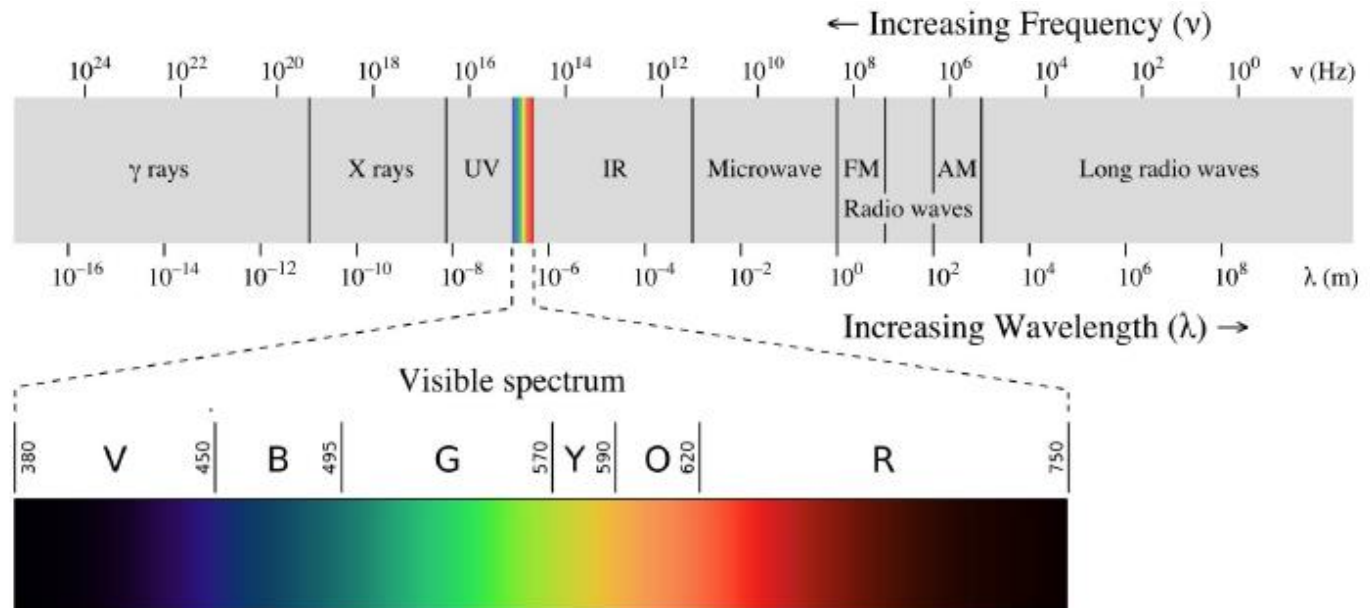 ← Increasing Frequency (ν)
10²⁴ 10²² 10²⁰ 10¹⁸ 10¹⁶ 10¹⁴ 10¹² 10¹⁰ 10⁸ 10⁶ 10⁴ 10² 10⁰ ν (Hz)
γ rays X rays UV IR Microwave FM AM Long radio waves
Radio waves
10⁻¹⁶ 10⁻¹⁴ 10⁻¹² 10⁻¹⁰ 10⁻⁸ 10⁻⁶ 10⁻⁴ 10⁻² 10⁰ 10² 10⁴ 10⁶ 10⁸ λ (m)
Increasing Wavelength (λ) →
Visible spectrum
380 V 450 B 495 G 570 Y 590 O 620 R 750